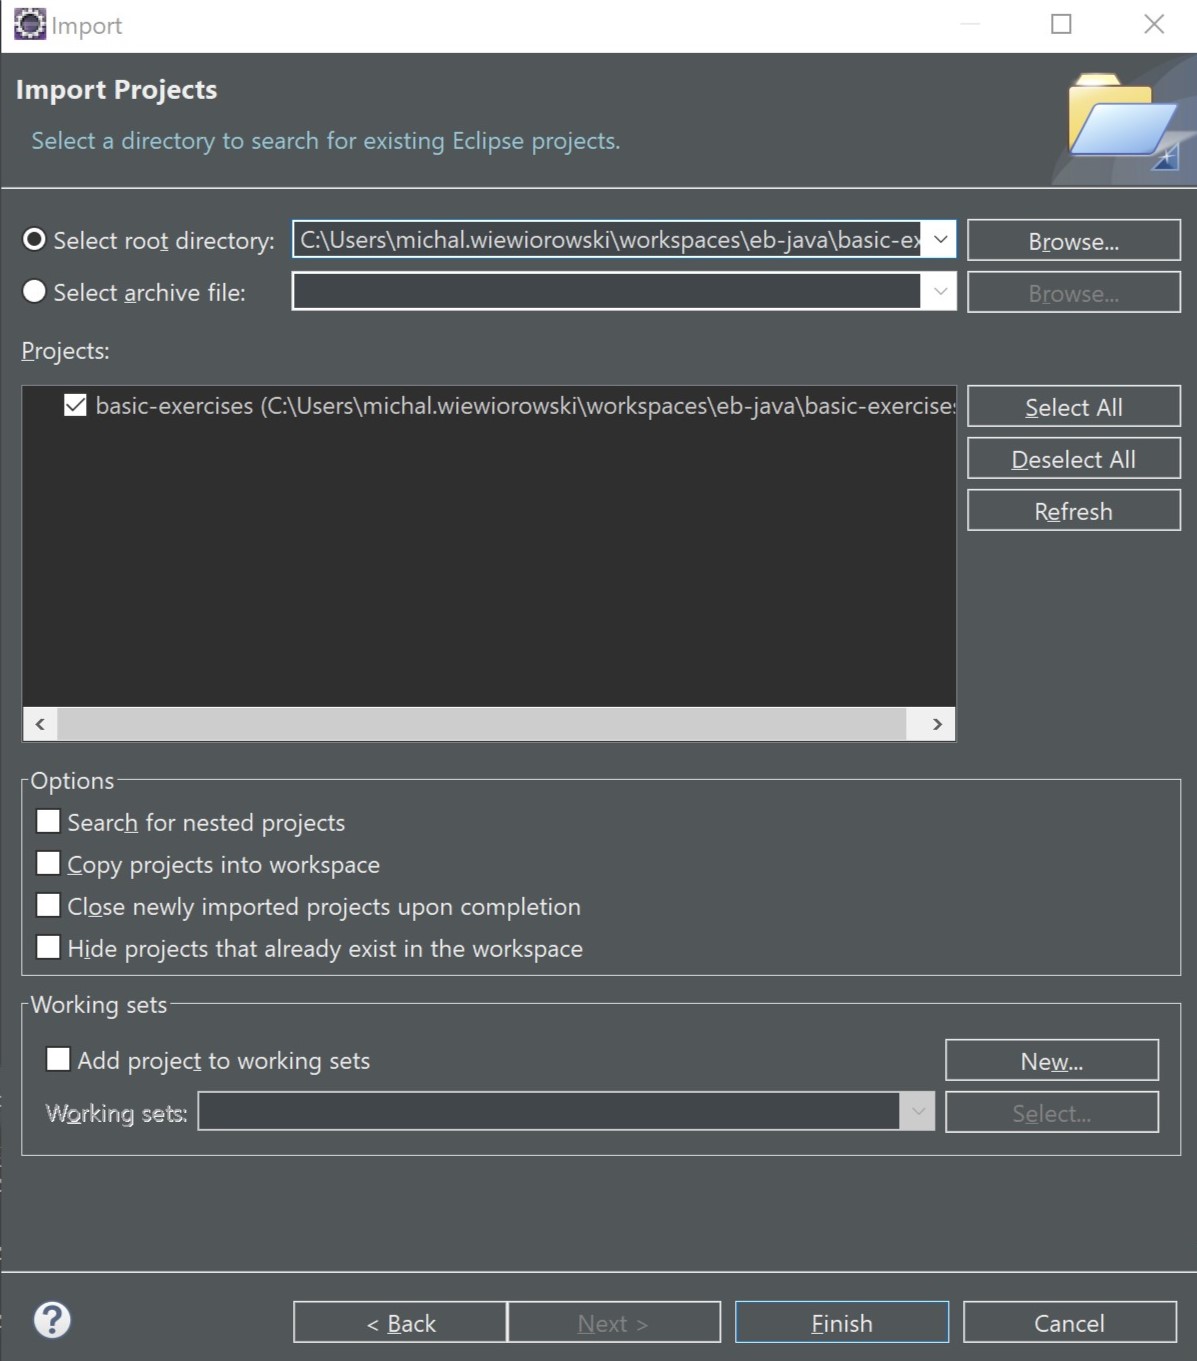 Import
Import Projects
Select a directory to search for existing Eclipse projects.
Select root directory: C:\Users\michal.wiewiorowski\workspaces\eb-java\basic-ex Browse...
Select archive file: Browse...
Projects:
basic-exercises (C:\Users\michal.wiewiorowski\workspaces\eb-java\basic-exercises Select All
Deselect All
Refresh
Options
Search for nested projects
Copy projects into workspace
Close newly imported projects upon completion
Hide projects that already exist in the workspace
Working sets
Add project to working sets New...
Working sets: Select...
? < Back Next > Finish Cancel